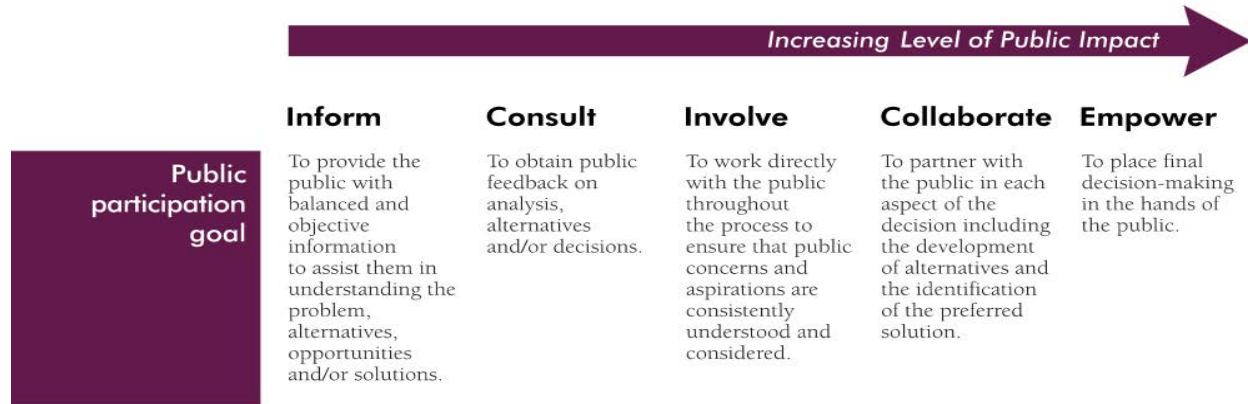 Increasing Level of Public Impact
Inform
Consult
Involve
Collaborate
Empower
Public
participation
goal
To provide the
public with
balanced and
objective
information
to assist them in
understanding the
problem,
alternatives,
opportunities
and/or solutions.
To obtain public
feedback on
analysis,
alternatives
and/or decisions.
To work directly
with the public
throughout
the process to
ensure that public
concerns and
aspirations are
consistently
understood and
considered.
To partner with
the public in each
aspect of the
decision including
the development
of alternatives and
the identification
of the preferred
solution.
To place final
decision-making
in the hands of
the public.